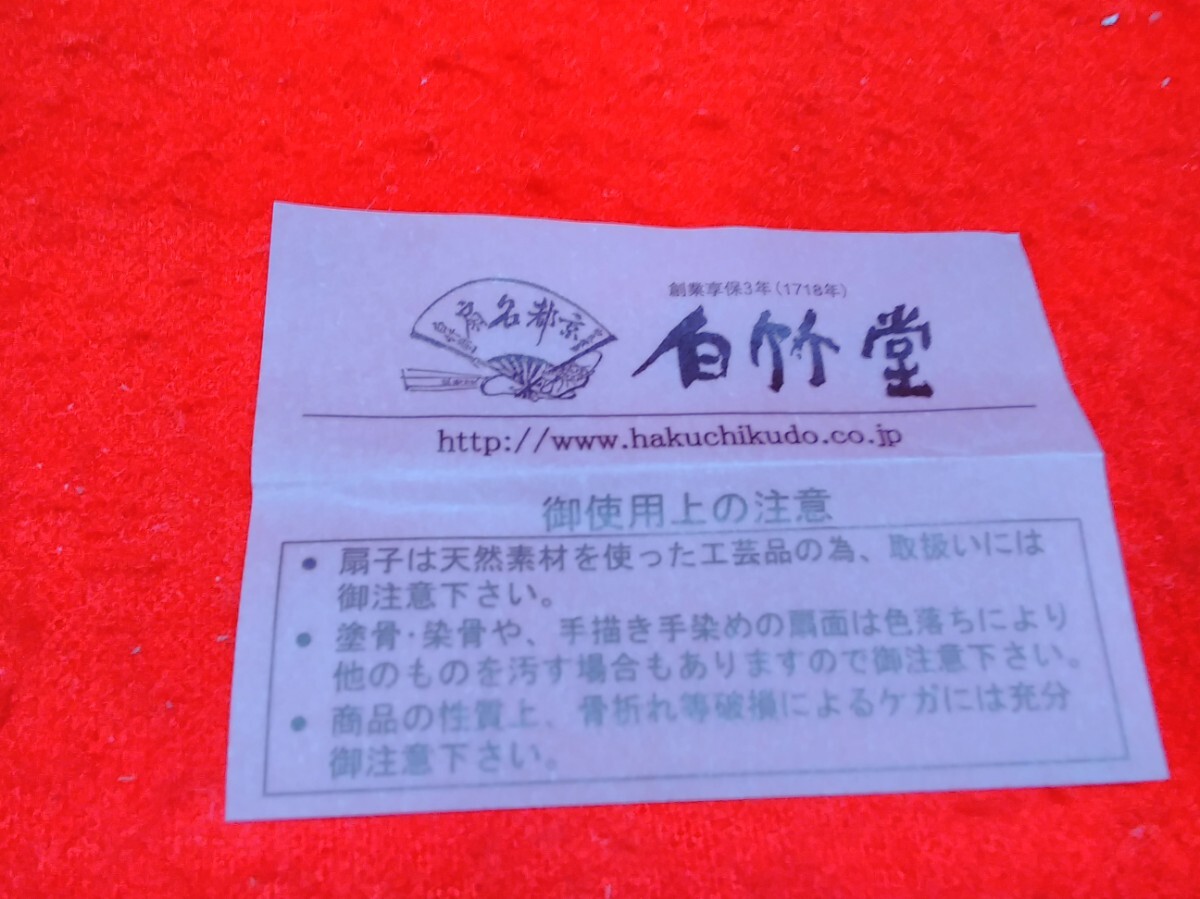 創業享保3年(1718年)
扇名都京
白竹堂
http://www.hakuchikudo.co.jp
御使用上の注意
● 扇子は天然素材を使った工芸品の為、取扱いには
御注意下さい。
● 塗骨・染骨や、手描き手染めの扇面は色落ちにより
他のものを汚す場合もありますので御注意下さい。
● 商品の性質上、骨折れ等破損によるケガには充分
御注意下さい。